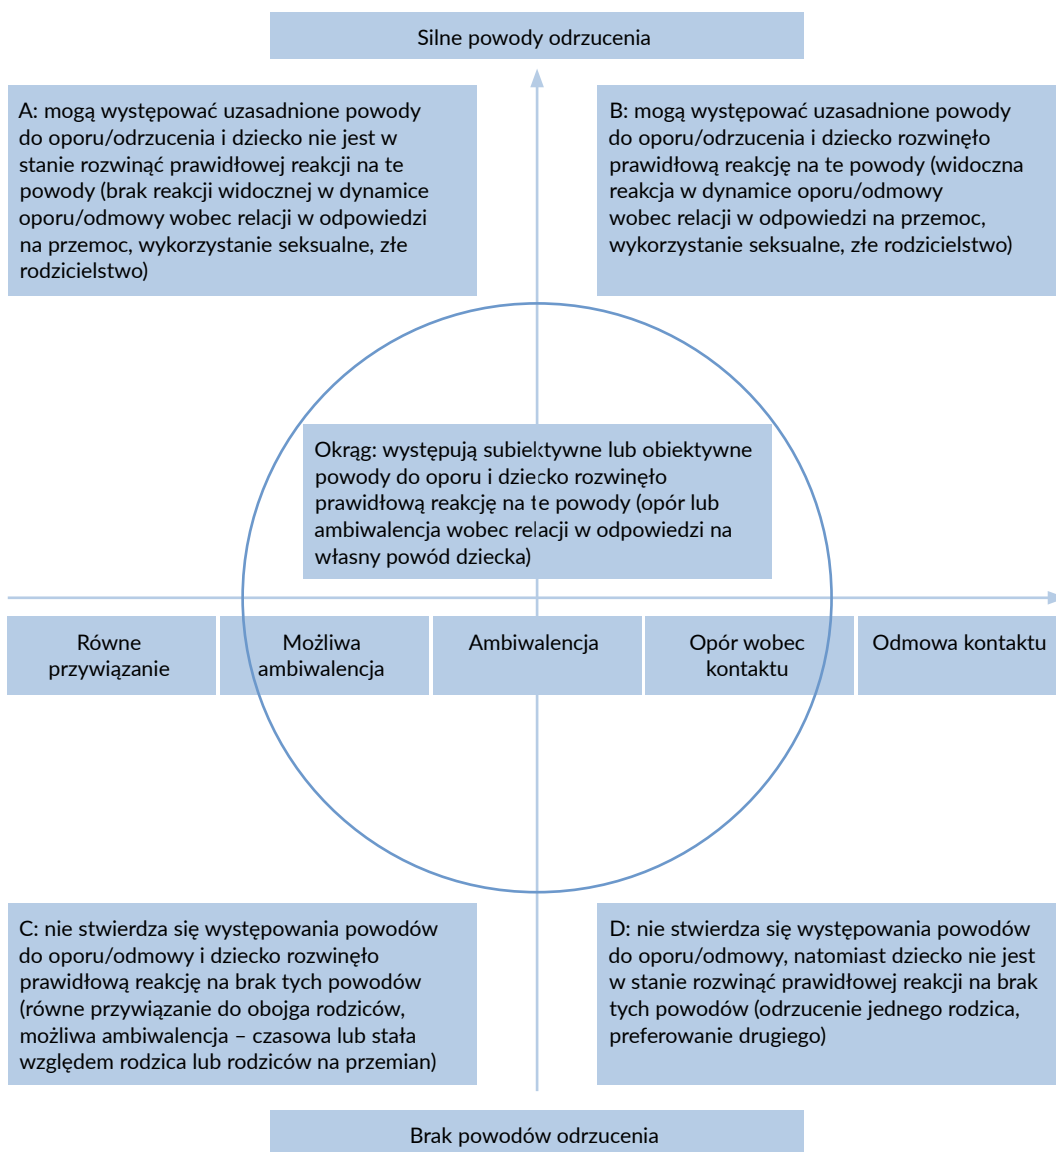 Silne powody odrzucenia
A: mogą występować uzasadnione powody
do oporu/odrzucenia i dziecko nie jest w
stanie rozwinąć prawidłowej reakcji na te
powody (brak reakcji widocznej w dynamice
oporu/odmowy wobec relacji w odpowiedzi
na przemoc, wykorzystanie seksualne, złe
rodzicielstwo)
B: mogą występować uzasadnione powody
do oporu/odrzucenia i dziecko rozwinęło
prawidłową reakcję na te powody (widoczna
reakcja w dynamice oporu/odmowy
wobec relacji w odpowiedzi na przemoc,
wykorzystanie seksualne, złe rodzicielstwo)
Okrąg: występują subiektywne lub obiektywne
powody do oporu i dziecko rozwinęło
prawidłową reakcję na te powody (opór lub
ambiwalencja wobec relacji w odpowiedzi na
własny powód dziecka)
Równe
przywiązanie
Możliwa
ambiwalencja
Ambiwalencja
Opór wobec
kontaktu
Odmowa kontaktu
C: nie stwierdza się występowania powodów
do oporu/odmowy i dziecko rozwinęło
prawidłową reakcję na brak tych powodów
(równe przywiązanie do obojga rodziców,
możliwa ambiwalencja – czasowa lub stała
względem rodzica lub rodziców na przemian)
D: nie stwierdza się występowania powodów
do oporu/odmowy, natomiast dziecko nie jest
w stanie rozwinąć prawidłowej reakcji na brak
tych powodów (odrzucenie jednego rodzica,
preferowanie drugiego)
Brak powodów odrzucenia